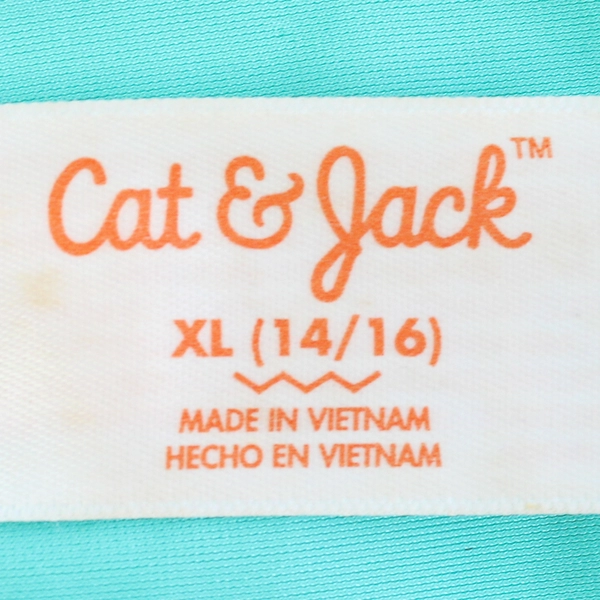 Cat & Jack™
XL (14/16)
MADE IN VIETNAM
HECHO EN VIETNAM